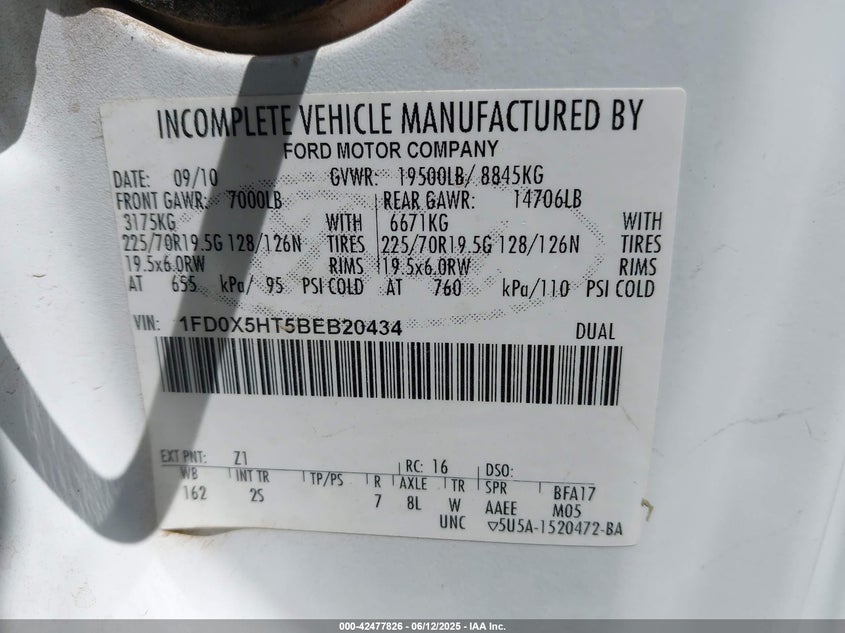 INCOMPLETE VEHICLE MANUFACTURED BY
FORD MOTOR COMPANY
DATE: 09/10 GVWR: 19500LB/ 8845KG
FRONT GAWR: 7000LB REAR GAWR: 14706LB
3175KG WITH 6671KG WITH
225/70R19.5G 128/126N TIRES 225/70R19.5G 128/126N TIRES
19.5x6.0RW RIMS 19.5x6.0RW RIMS
AT 655 kPa/ 95 PSI COLD AT 760 kPa/110 PSI COLD
VIN: 1FD0X5HT5BEB20434 DUAL
EXT PNT: Z1 RC: 16 DSO:
WB INT TR TP/PS R AXLE TR SPR BFA17
162 2S 7 8L W AAEE M05
UNC ▽5U5A-1520472-BA
000-42477826 - 06/12/2025 - IAA Inc.